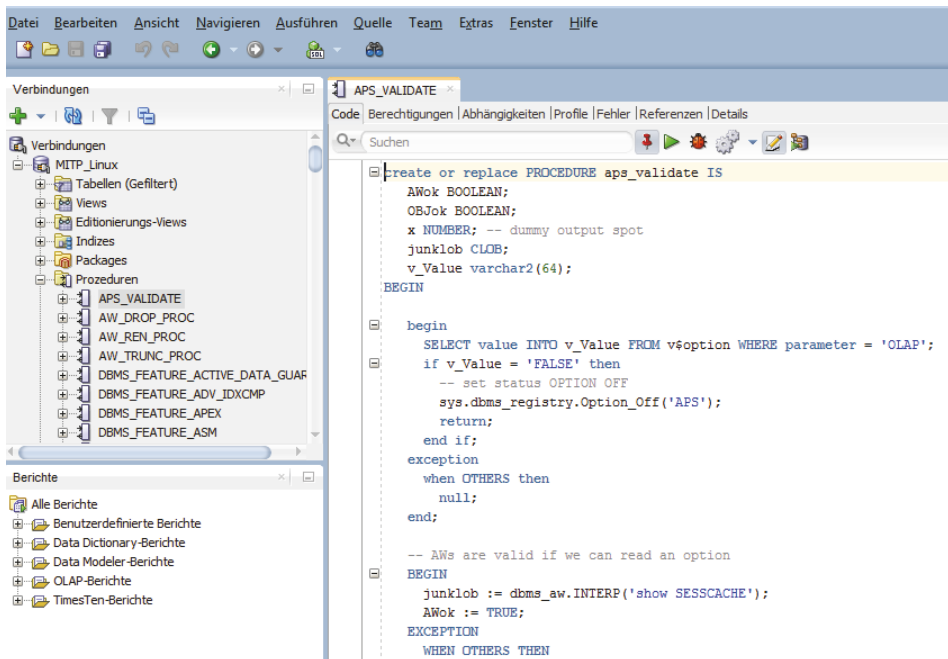 Datei Bearbeiten Ansicht Navigieren Ausführen Quelle Team Extras Fenster Hilfe
SQL
Verbindungen
Verbindungen
MITP_Linux
Tabellen (Gefiltert)
Views
Editionierungs-Views
Indizes
Packages
Prozeduren
APS_VALIDATE
AW_DROP_PROC
AW_REN_PROC
AW_TRUNC_PROC
DBMS_FEATURE_ACTIVE_DATA_GUAR
DBMS_FEATURE_ADV_IDXCMP
DBMS_FEATURE_APEX
DBMS_FEATURE_ASM
Berichte
Alle Berichte
Benutzerdefinierte Berichte
Data Dictionary-Berichte
Data Modeler-Berichte
OLAP-Berichte
TimesTen-Berichte
APS_VALIDATE
Code Berechtigungen |Abhängigkeiten |Profile |Fehler |Referenzen |Details
Suchen
create or replace PROCEDURE aps_validate IS
AWok BOOLEAN;
OBJok BOOLEAN;
x NUMBER; -- dummy output spot
junklob CLOB;
v_Value varchar2(64);
BEGIN
begin
SELECT value INTO v_Value FROM v$option WHERE parameter = 'OLAP';
if v_Value = 'FALSE' then
-- set status OPTION OFF
sys.dbms_registry.Option_Off('APS');
return;
end if;
exception
when OTHERS then
null;
end;
-- AWs are valid if we can read an option
BEGIN
junklob := dbms_aw.INTERP('show SESSCACHE');
AWok := TRUE;
EXCEPTION
WHEN OTHERS THEN